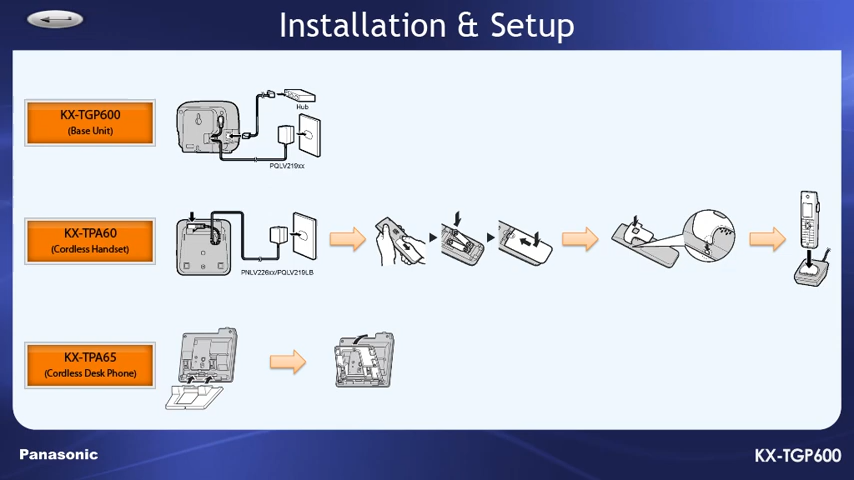 Installation & Setup
KX-TGP600
(Base Unit)
Hub
PQLV219xx
KX-TPA60
(Cordless Handset)
PNLV226xx/PQLV219LB
KX-TPA65
(Cordless Desk Phone)
Panasonic
KX-TGP600